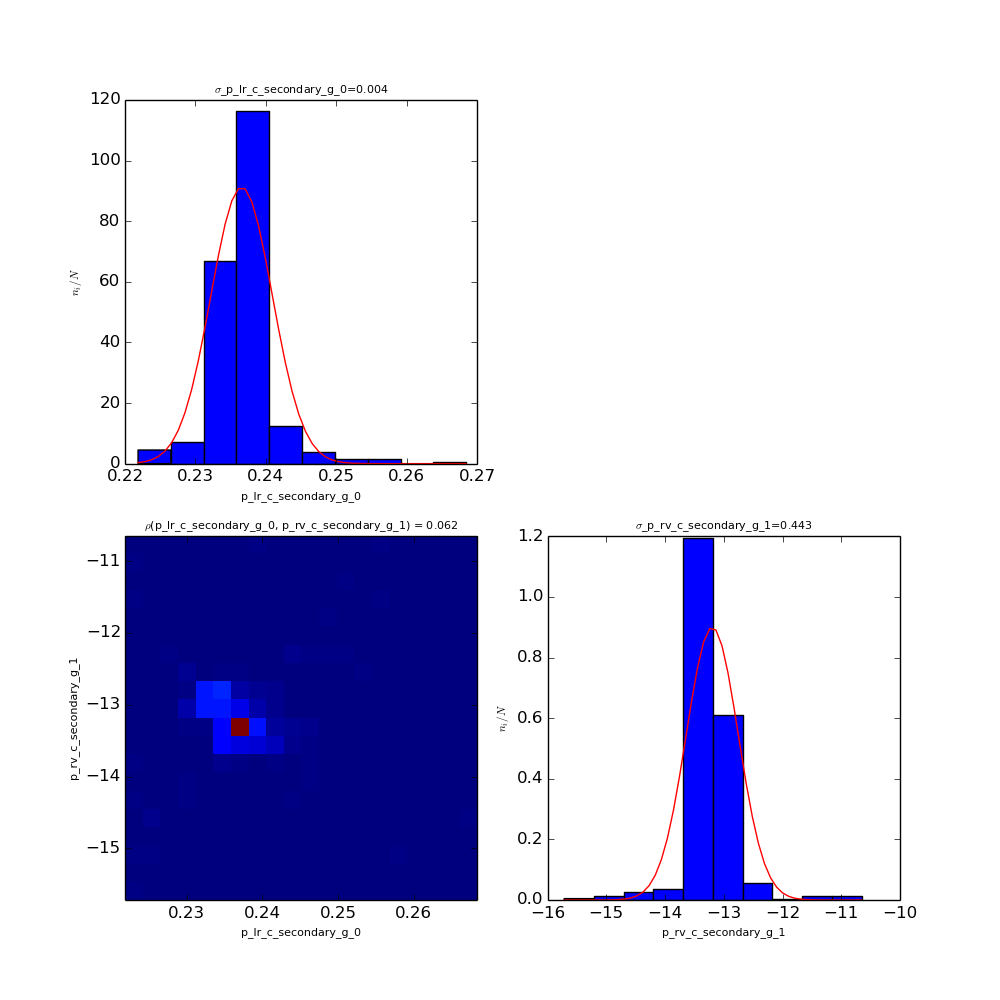 σ_p_lr_c_secondary_g_0=0.004
120
100
80
60
40
20
0
n_i/N
0.22 0.23 0.24 0.25 0.26 0.27
p_lr_c_secondary_g_0
ρ(p_lr_c_secondary_g_0, p_rv_c_secondary_g_1) = 0.062
−11
−12
−13
−14
−15
p_rv_c_secondary_g_1
0.23 0.24 0.25 0.26
p_lr_c_secondary_g_0
σ_p_rv_c_secondary_g_1=0.443
1.2
1.0
0.8
0.6
0.4
0.2
0.0
n_i/N
−16 −15 −14 −13 −12 −11 −10
p_rv_c_secondary_g_1